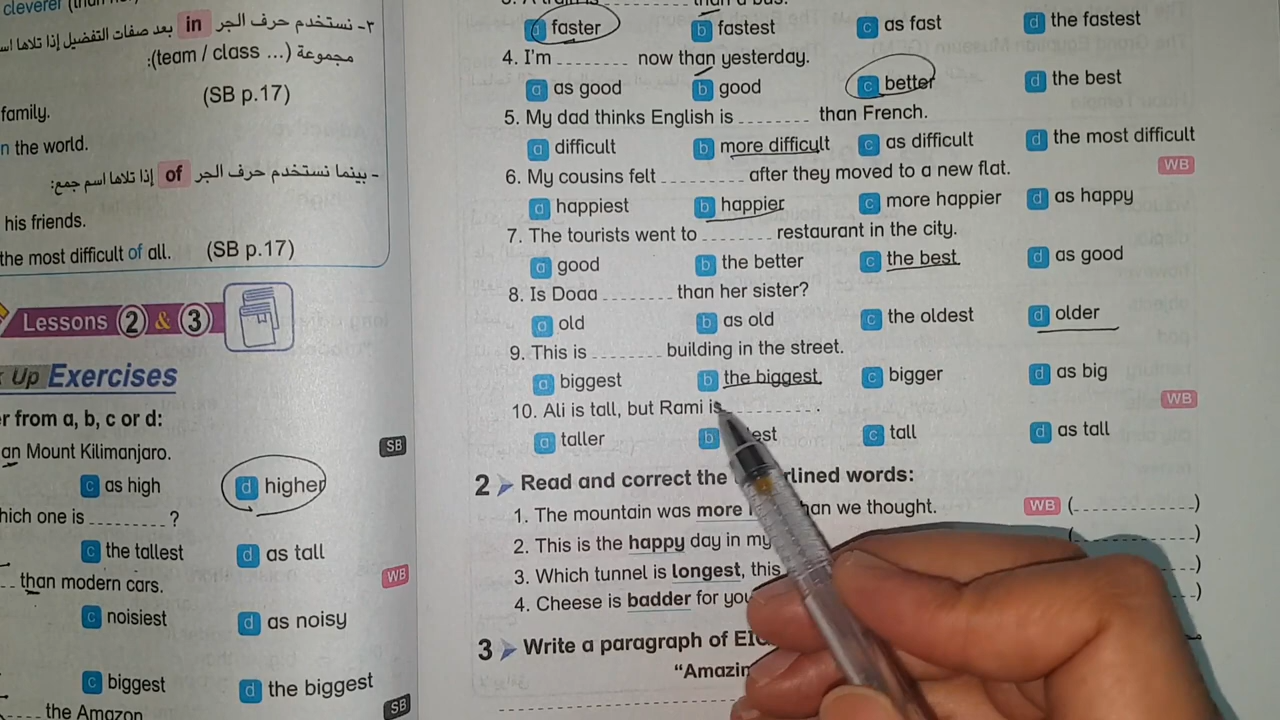 cleverer
٣- نستخدم حرف الجر in بعد صفات التفضيل إذا تلاها
مجموعة (team / class ...):
(SB p.17)
family.
the world.
- بينما نستخدم حرف الجر of إذا تلاها اسم جمع:
his friends.
the most difficult of all. (SB p.17)
Lessons 2 & 3
Up Exercises
from a, b, c or d:
an Mount Kilimanjaro. SB
c as high d higher
hich one is ________ ?
c the tallest d as tall
than modern cars. WB
c noisiest d as noisy
c biggest d the biggest
the Amazon SB
a faster b fastest c as fast d the fastest
4. I'm ________ now than yesterday.
a as good b good c better d the best
5. My dad thinks English is ________ than French.
a difficult b more difficult c as difficult d the most difficult
6. My cousins felt ________ after they moved to a new flat. WB
a happiest b happier c more happier d as happy
7. The tourists went to ________ restaurant in the city.
a good b the better c the best d as good
8. Is Doaa ________ than her sister?
a old b as old c the oldest d older
9. This is ________ building in the street.
a biggest b the biggest c bigger d as big
10. Ali is tall, but Rami is ________ . WB
a taller b est c tall d as tall
2 Read and correct the rlined words:
1. The mountain was more han we thought. WB (________)
2. This is the happy day in my (________)
3. Which tunnel is longest, this )
4. Cheese is badder for you )
3 Write a paragraph of
"Amazin